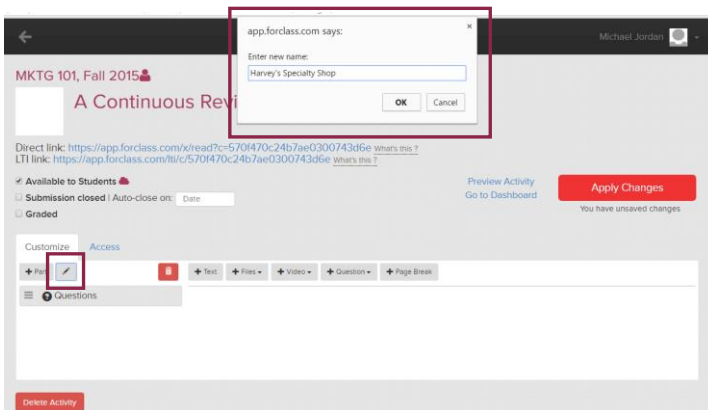 app.forclass.com says:
×
Enter new name:
Harvey's Specialty Shop
OK Cancel
Michael Jordan
MKTG 101, Fall 2015
A Continuous Revi
Direct link: https://app.forclass.com/x/read?c=570f470c24b7ae0300743d6e What's this ?
LTI link: https://app.forclass.com/lti/c/570f470c24b7ae0300743d6e What's this ?
Available to Students
Submission closed | Auto-close on: Date
Graded
Preview Activity
Go to Dashboard
Apply Changes
You have unsaved changes
Customize Access
+ Part + Text + Files + Video + Question + Page Break
Questions
Delete Activity